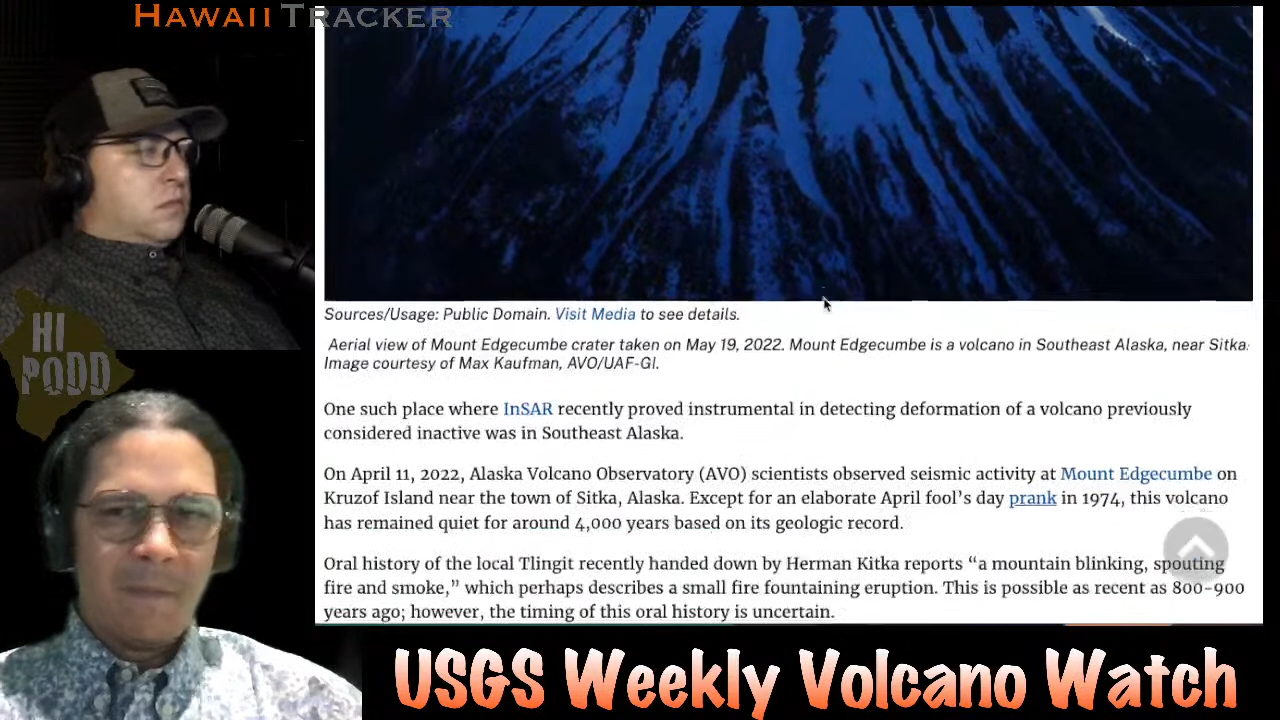 HAWAII TRACKER
HI
PODD
Sources/Usage: Public Domain. Visit Media to see details.
Aerial view of Mount Edgecumbe crater taken on May 19, 2022. Mount Edgecumbe is a volcano in Southeast Alaska, near Sitka.
Image courtesy of Max Kaufman, AVO/UAF-GI.
One such place where InSAR recently proved instrumental in detecting deformation of a volcano previously
considered inactive was in Southeast Alaska.
On April 11, 2022, Alaska Volcano Observatory (AVO) scientists observed seismic activity at Mount Edgecumbe on
Kruzof Island near the town of Sitka, Alaska. Except for an elaborate April fool's day prank in 1974, this volcano
has remained quiet for around 4,000 years based on its geologic record.
Oral history of the local Tlingit recently handed down by Herman Kitka reports “a mountain blinking, spouting
fire and smoke,” which perhaps describes a small fire fountaining eruption. This is possible as recent as 800-900
years ago; however, the timing of this oral history is uncertain.
USGS Weekly Volcano Watch